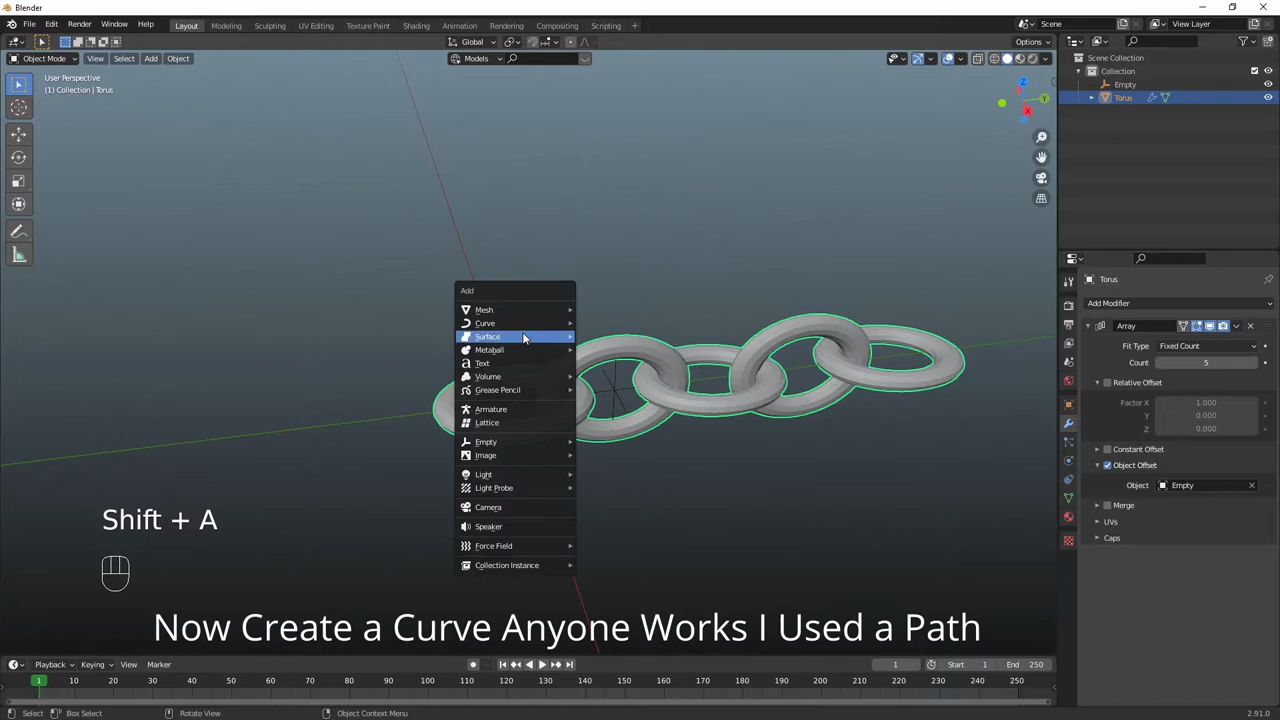 Blender
File Edit Render Window Help
Layout Modeling Sculpting UV Editing Texture Paint Shading Animation Rendering Compositing Scripting +
Scene
View Layer
Global
Options
Object Mode View Select Add Object
Models
User Perspective
(1) Collection | Torus
Scene Collection
Collection
Empty
Torus
Z
Y
X
Add
Mesh
Curve
Surface
Metaball
Text
Volume
Grease Pencil
Armature
Lattice
Empty
Image
Light
Light Probe
Camera
Speaker
Force Field
Collection Instance
Torus
Add Modifier
Array
Fit Type Fixed Count
Count 5
Relative Offset
Factor X 1.000
Y 0.000
Z 0.000
Constant Offset
Object Offset
Object Empty
Merge
UVs
Caps
Shift + A
Now Create a Curve Anyone Works I Used a Path
Playback Keying View Marker
1 Start 1 End 250
1 10 20 30 40 50 60 70 80 90 100 110 120 130 140 150 160 170 180 190 200 210 220 230 240 250
Select Box Select Rotate View Object Context Menu 2.91.0